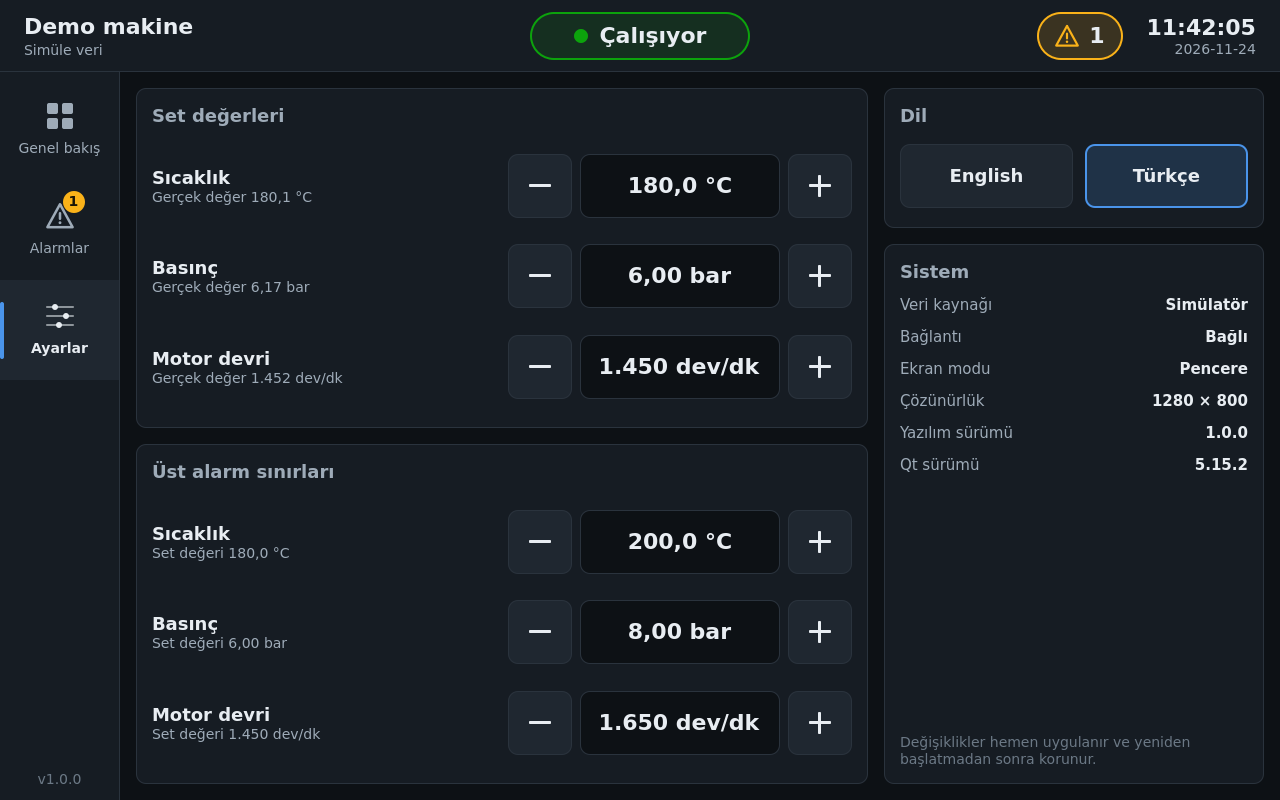 Demo makine
Simüle veri
Çalışıyor
1
11:42:05
2026-11-24
Genel bakış
1
Alarmlar
Ayarlar
v1.0.0
Set değerleri
Sıcaklık
Gerçek değer 180,1 °C
180,0 °C
Basınç
Gerçek değer 6,17 bar
6,00 bar
Motor devri
Gerçek değer 1.452 dev/dk
1.450 dev/dk
Üst alarm sınırları
Sıcaklık
Set değeri 180,0 °C
200,0 °C
Basınç
Set değeri 6,00 bar
8,00 bar
Motor devri
Set değeri 1.450 dev/dk
1.650 dev/dk
Dil
English
Türkçe
Sistem
Veri kaynağı Simülatör
Bağlantı Bağlı
Ekran modu Pencere
Çözünürlük 1280 × 800
Yazılım sürümü 1.0.0
Qt sürümü 5.15.2
Değişiklikler hemen uygulanır ve yeniden
başlatmadan sonra korunur.